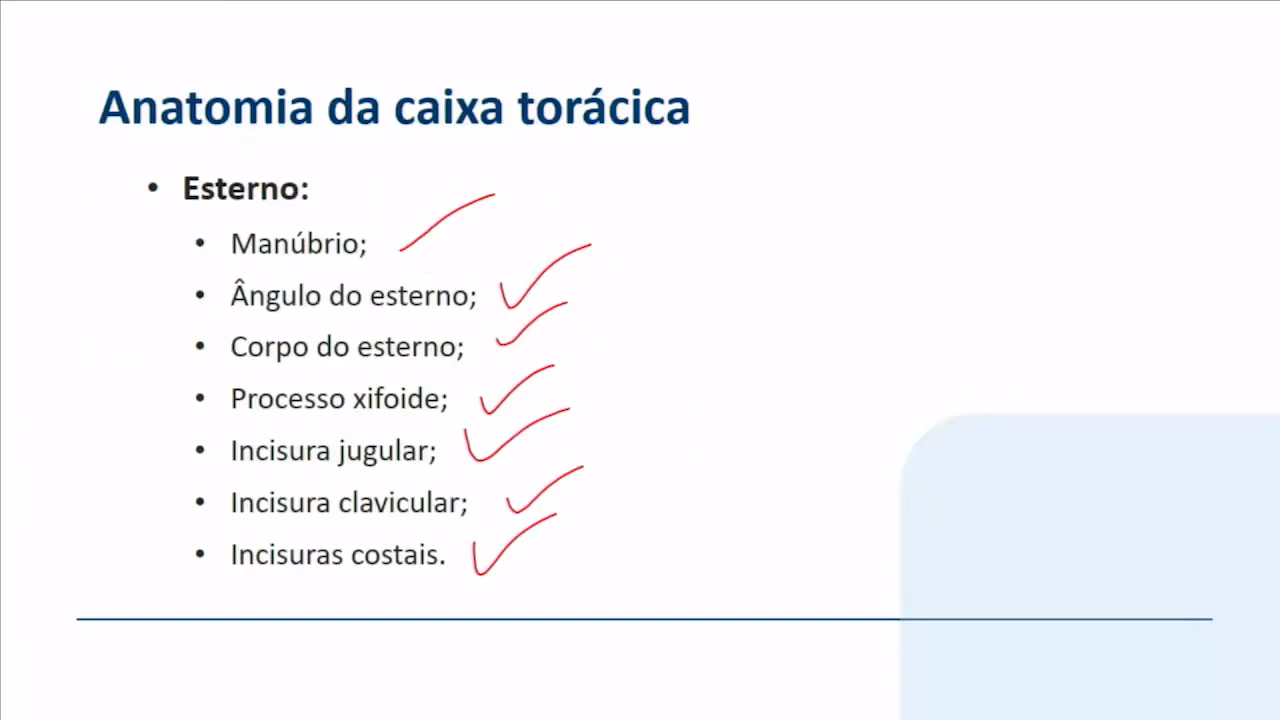 Anatomia da caixa torácica
• Esterno:
• Manúbrio;
• Ângulo do esterno;
• Corpo do esterno;
• Processo xifoide;
• Incisura jugular;
• Incisura clavicular;
• Incisuras costais.